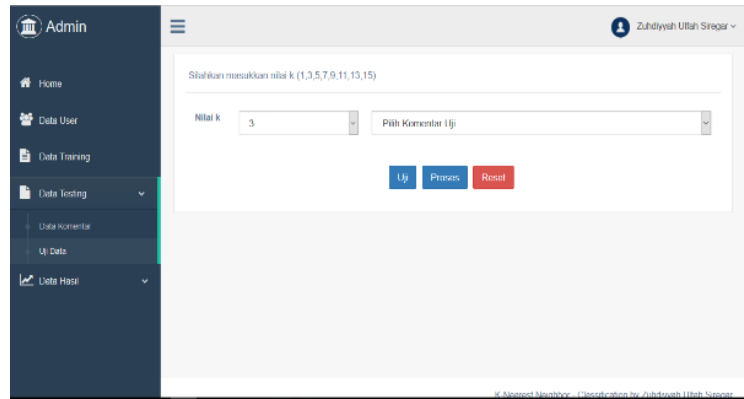 Admin
Zuhdiyyah Ulfah Siregar
Home
Data User
Data Training
Data Testing
Data Komentar
Uji Data
Data Hasil
Silahkan masukkan nilai k (1,3,5,7,9,11,13,15)
Nilai k
3
Pilih Komentar Uji
Uji
Proses
Reset
K-Nearest Neighbor - Classification by Zuhdiyyah Ulfah Siregar